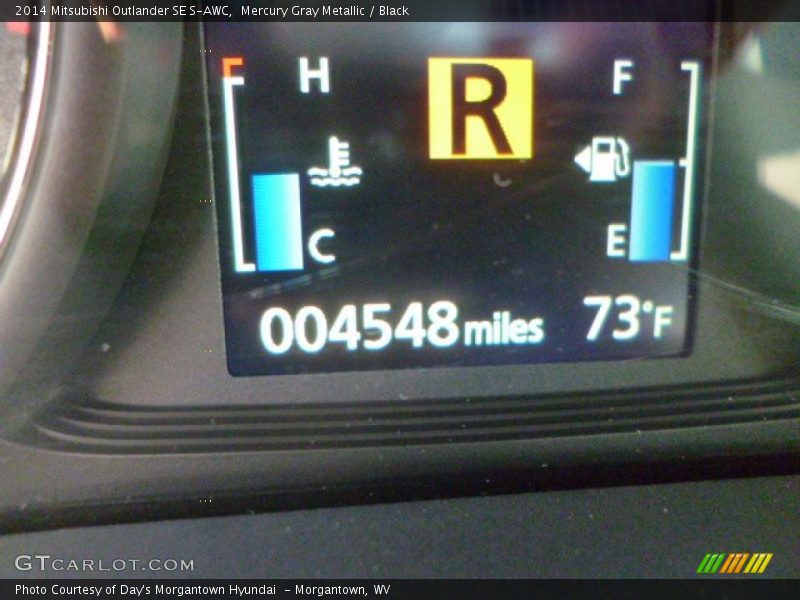 2014 Mitsubishi Outlander SE S-AWC, Mercury Gray Metallic / Black
H R F
C E
004548 miles 73°F
GTCARLOT.COM
Photo Courtesy of Day's Morgantown Hyundai - Morgantown, WV